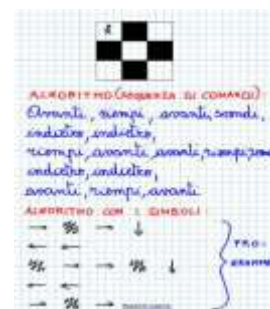 ALGORITMO (SEQUENZA DI COMANDI):
Avanti, riempi, avanti, scendi,
indietro, indietro,
riempi, avanti, avanti, riempi,
indietro, indietro,
avanti, riempi, avanti
ALGORITMO CON I SIMBOLI:
→ → ↓
← ←
→ → ↓
← ←
→ →
PRO-
GRAMMA